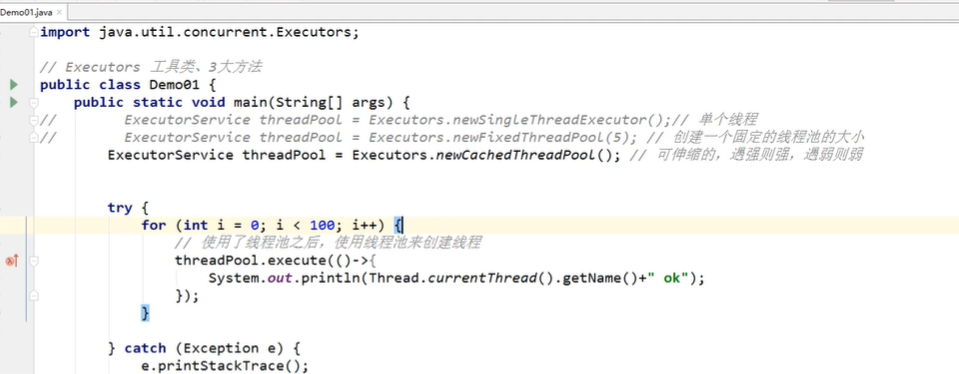 Demo01.java
import java.util.concurrent.Executors;
// Executors 工具类、3大方法
public class Demo01 {
public static void main(String[] args) {
// ExecutorService threadPool = Executors.newSingleThreadExecutor();// 单个线程
// ExecutorService threadPool = Executors.newFixedThreadPool(5); // 创建一个固定的线程池的大小
ExecutorService threadPool = Executors.newCachedThreadPool(); // 可伸缩的，遇强则强，遇弱则弱
try {
for (int i = 0; i < 100; i++) {
// 使用了线程池之后，使用线程池来创建线程
threadPool.execute(()->{
System.out.println(Thread.currentThread().getName()+" ok");
});
}
} catch (Exception e) {
e.printStackTrace();